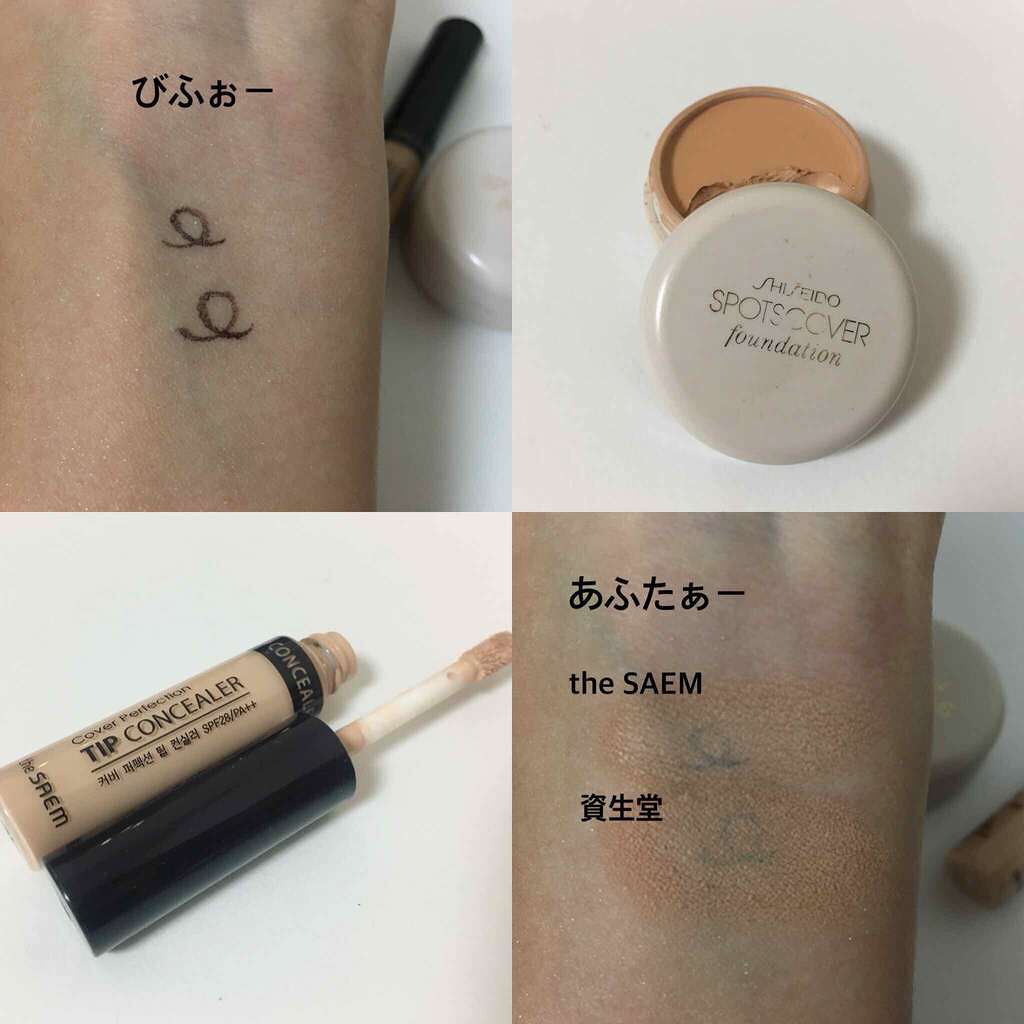 びふぉー
SHISEIDO
SPOTSCOVER
foundation
CONCEALER
Cover Perfection
TIP CONCEALER
커버 퍼펙션 팁 컨실러 SPF28/PA++
the SAEM
あふたぁー
the SAEM
資生堂